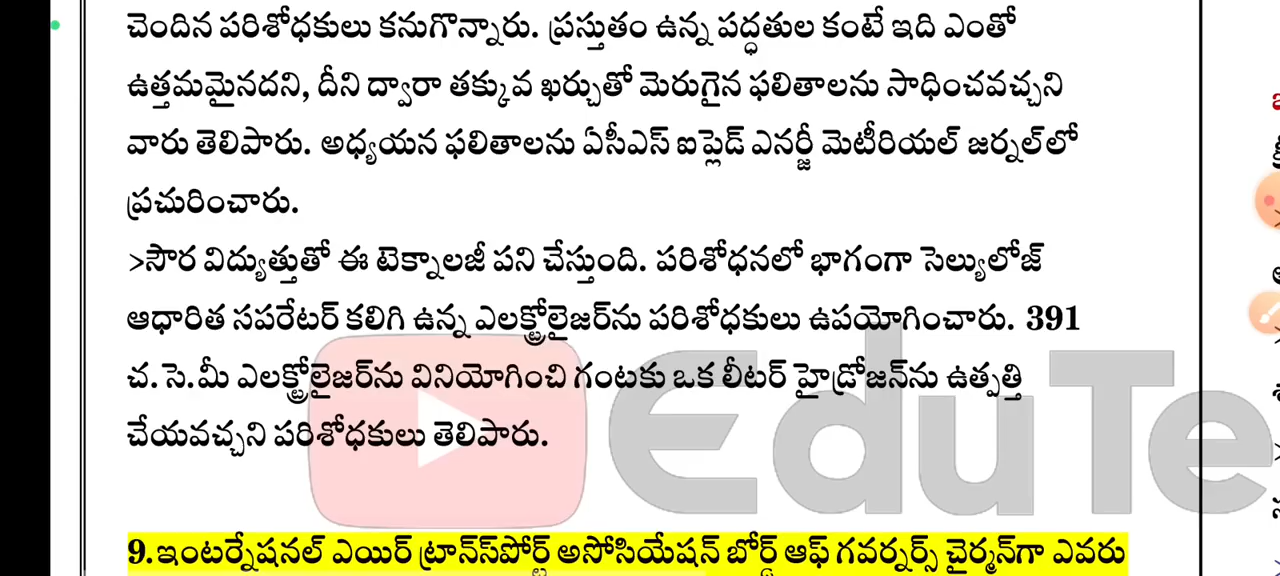 చెందిన పరిశోధకులు కనుగొన్నారు. ప్రస్తుతం ఉన్న పద్ధతుల కంటే ఇది ఎంతో
ఉత్తమమైనదని, దీని ద్వారా తక్కువ ఖర్చుతో మెరుగైన ఫలితాలను సాధించవచ్చని
వారు తెలిపారు. అధ్యయన ఫలితాలను ఏసీఎస్ ఐప్లైడ్ ఎనర్జీ మెటీరియల్ జర్నల్‌లో
ప్రచురించారు.
>సౌర విద్యుత్తుతో ఈ టెక్నాలజీ పని చేస్తుంది. పరిశోధనలో భాగంగా సెల్యులోజ్
ఆధారిత సపరేటర్ కలిగి ఉన్న ఎలక్ట్రోలైజర్‌ను పరిశోధకులు ఉపయోగించారు. 391
చ.సె.మీ ఎలక్ట్రోలైజర్‌ను వినియోగించి గంటకు ఒక లీటర్ హైడ్రోజన్‌ను ఉత్పత్తి
చేయవచ్చని పరిశోధకులు తెలిపారు.
EduTe
9.ఇంటర్నేషనల్ ఎయిర్ ట్రాన్స్‌పోర్ట్ అసోసియేషన్ బోర్డ్ ఆఫ్ గవర్నర్స్ చైర్మన్‌గా ఎవరు